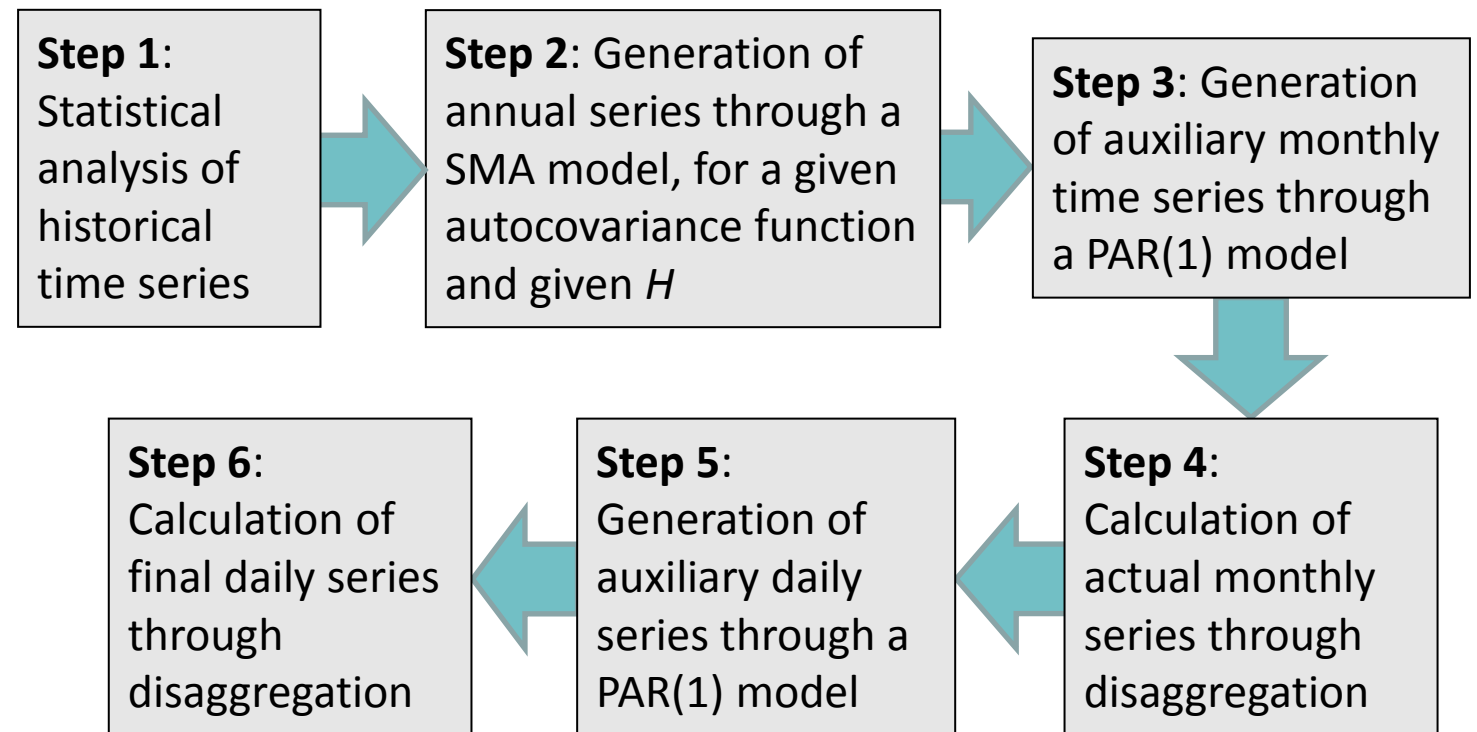 Step 1:
Statistical
analysis of
historical
time series
Step 2: Generation of
annual series through a
SMA model, for a given
autocovariance function
and given H
Step 3: Generation
of auxiliary monthly
time series through
a PAR(1) model
Step 4:
Calculation of
actual monthly
series through
disaggregation
Step 5:
Generation of
auxiliary daily
series through a
PAR(1) model
Step 6:
Calculation of
final daily series
through
disaggregation